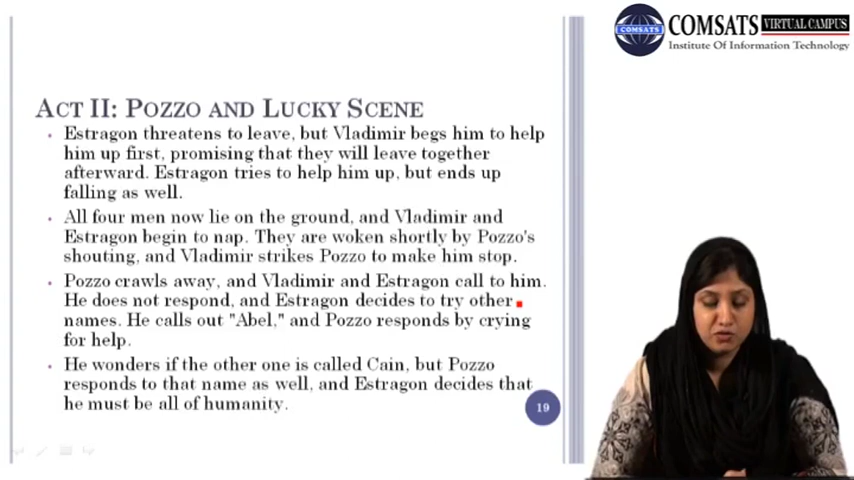 COMSATS VIRTUAL CAMPUS
COMSATS
Institute Of Information Technology
ACT II: POZZO AND LUCKY SCENE
Estragon threatens to leave, but Vladimir begs him to help
him up first, promising that they will leave together
afterward. Estragon tries to help him up, but ends up
falling as well.
All four men now lie on the ground, and Vladimir and
Estragon begin to nap. They are woken shortly by Pozzo's
shouting, and Vladimir strikes Pozzo to make him stop.
Pozzo crawls away, and Vladimir and Estragon call to him.
He does not respond, and Estragon decides to try other
names. He calls out "Abel," and Pozzo responds by crying
for help.
He wonders if the other one is called Cain, but Pozzo
responds to that name as well, and Estragon decides that
he must be all of humanity.
19